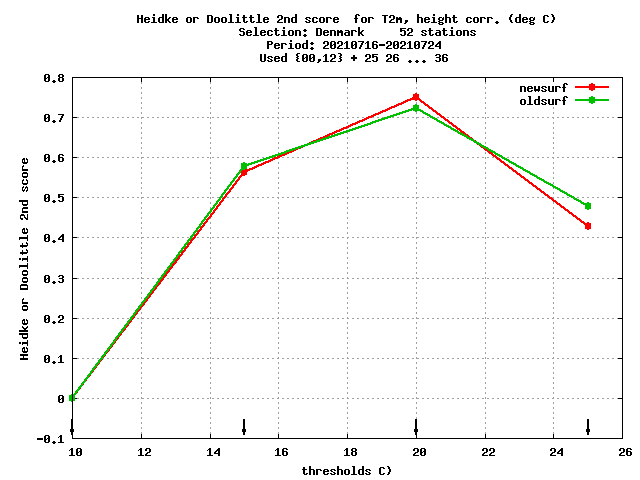 Heidke or Doolittle 2nd score  for T2m, height corr. (deg C)
Selection: Denmark     52 stations
Period: 20210716-20210724
Used {00,12} + 25 26 ... 36
newsurf
oldsurf
Heidke or Doolittle 2nd score
0.8
0.7
0.6
0.5
0.4
0.3
0.2
0.1
0
-0.1
10 12 14 16 18 20 22 24 26
thresholds C)